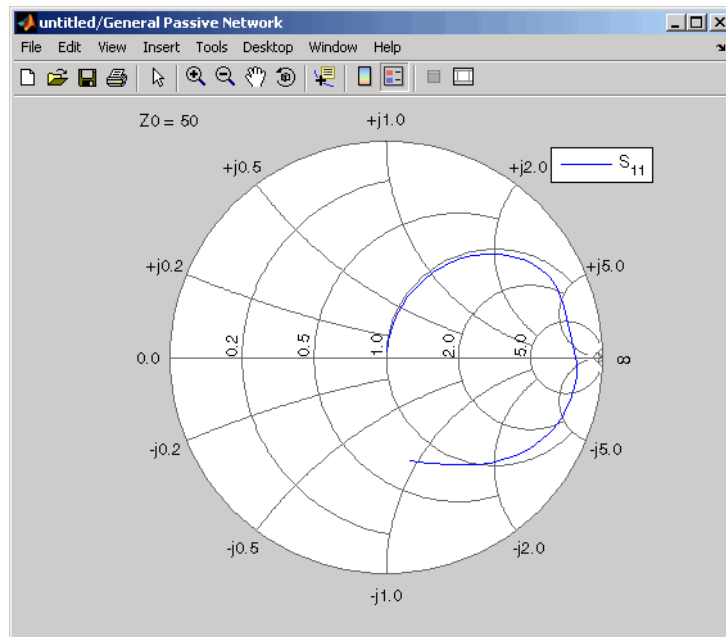 untitled/General Passive Network
File Edit View Insert Tools Desktop Window Help
Z0 = 50
+j1.0
+j0.5
+j2.0
S11
+j0.2
+j5.0
0.0
0.2
0.5
1.0
2.0
5.0
∞
-j0.2
-j5.0
-j0.5
-j2.0
-j1.0